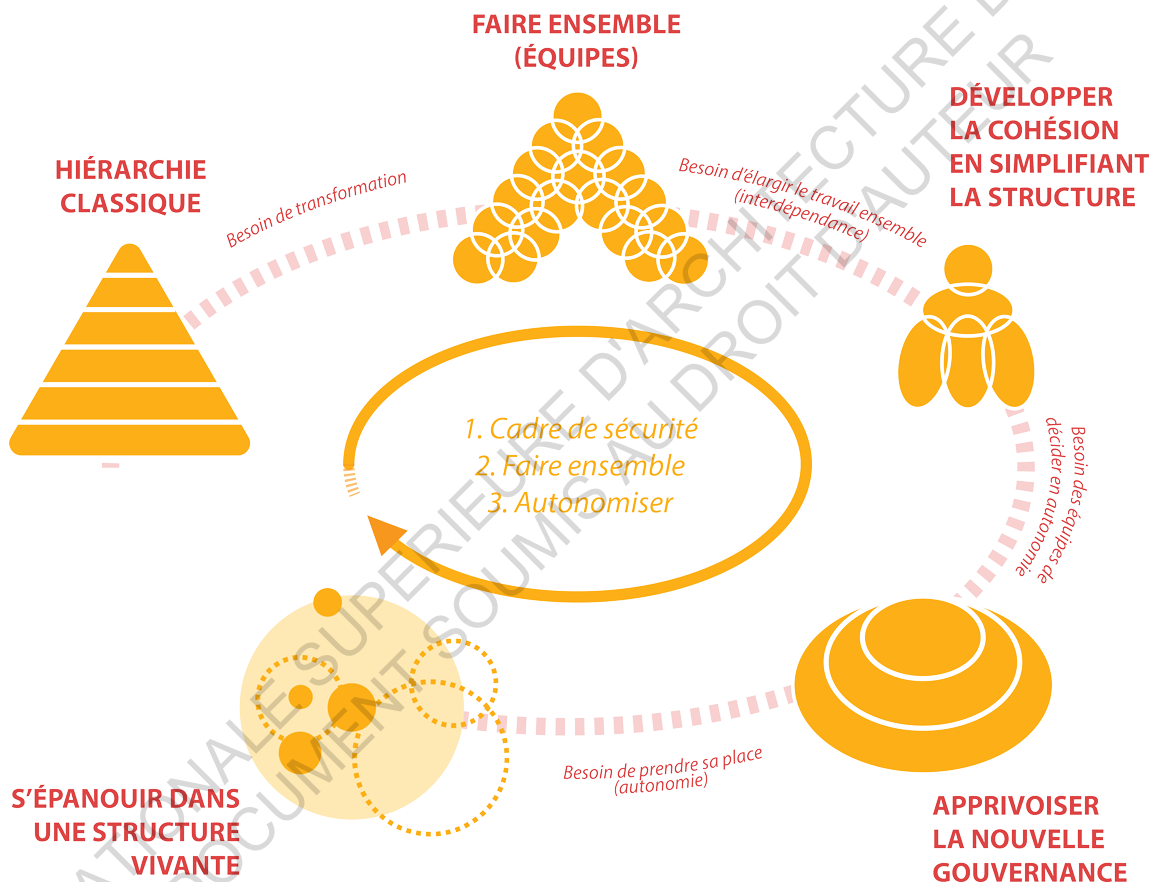 FAIRE ENSEMBLE
(ÉQUIPES)
DÉVELOPPER
LA COHÉSION
EN SIMPLIFIANT
LA STRUCTURE
HIÉRARCHIE
CLASSIQUE
Besoin de transformation
Besoin d'élargir le travail ensemble
(interdépendance)
1. Cadre de sécurité
2. Faire ensemble
3. Autonomiser
Besoin des équipes de
décider en autonomie
Besoin de prendre sa place
(autonomie)
S'ÉPANOUIR DANS
UNE STRUCTURE
VIVANTE
APPRIVOISER
LA NOUVELLE
GOUVERNANCE
SUPERIEURE D'ARCHITECTURE
DOCUMENT SOUMIS AU DROIT D'AUTEUR